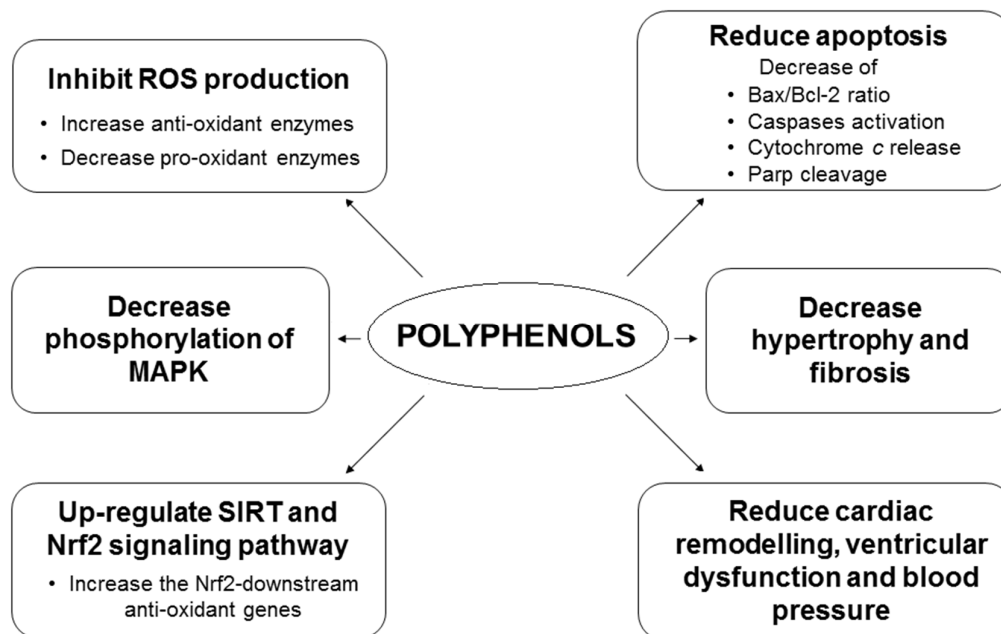 Inhibit ROS production
• Increase anti-oxidant enzymes
• Decrease pro-oxidant enzymes
Reduce apoptosis
Decrease of
• Bax/Bcl-2 ratio
• Caspases activation
• Cytochrome c release
• Parp cleavage
Decrease
phosphorylation of
MAPK
POLYPHENOLS
Decrease
hypertrophy and
fibrosis
Up-regulate SIRT and
Nrf2 signaling pathway
• Increase the Nrf2-downstream
anti-oxidant genes
Reduce cardiac
remodelling, ventricular
dysfunction and blood
pressure